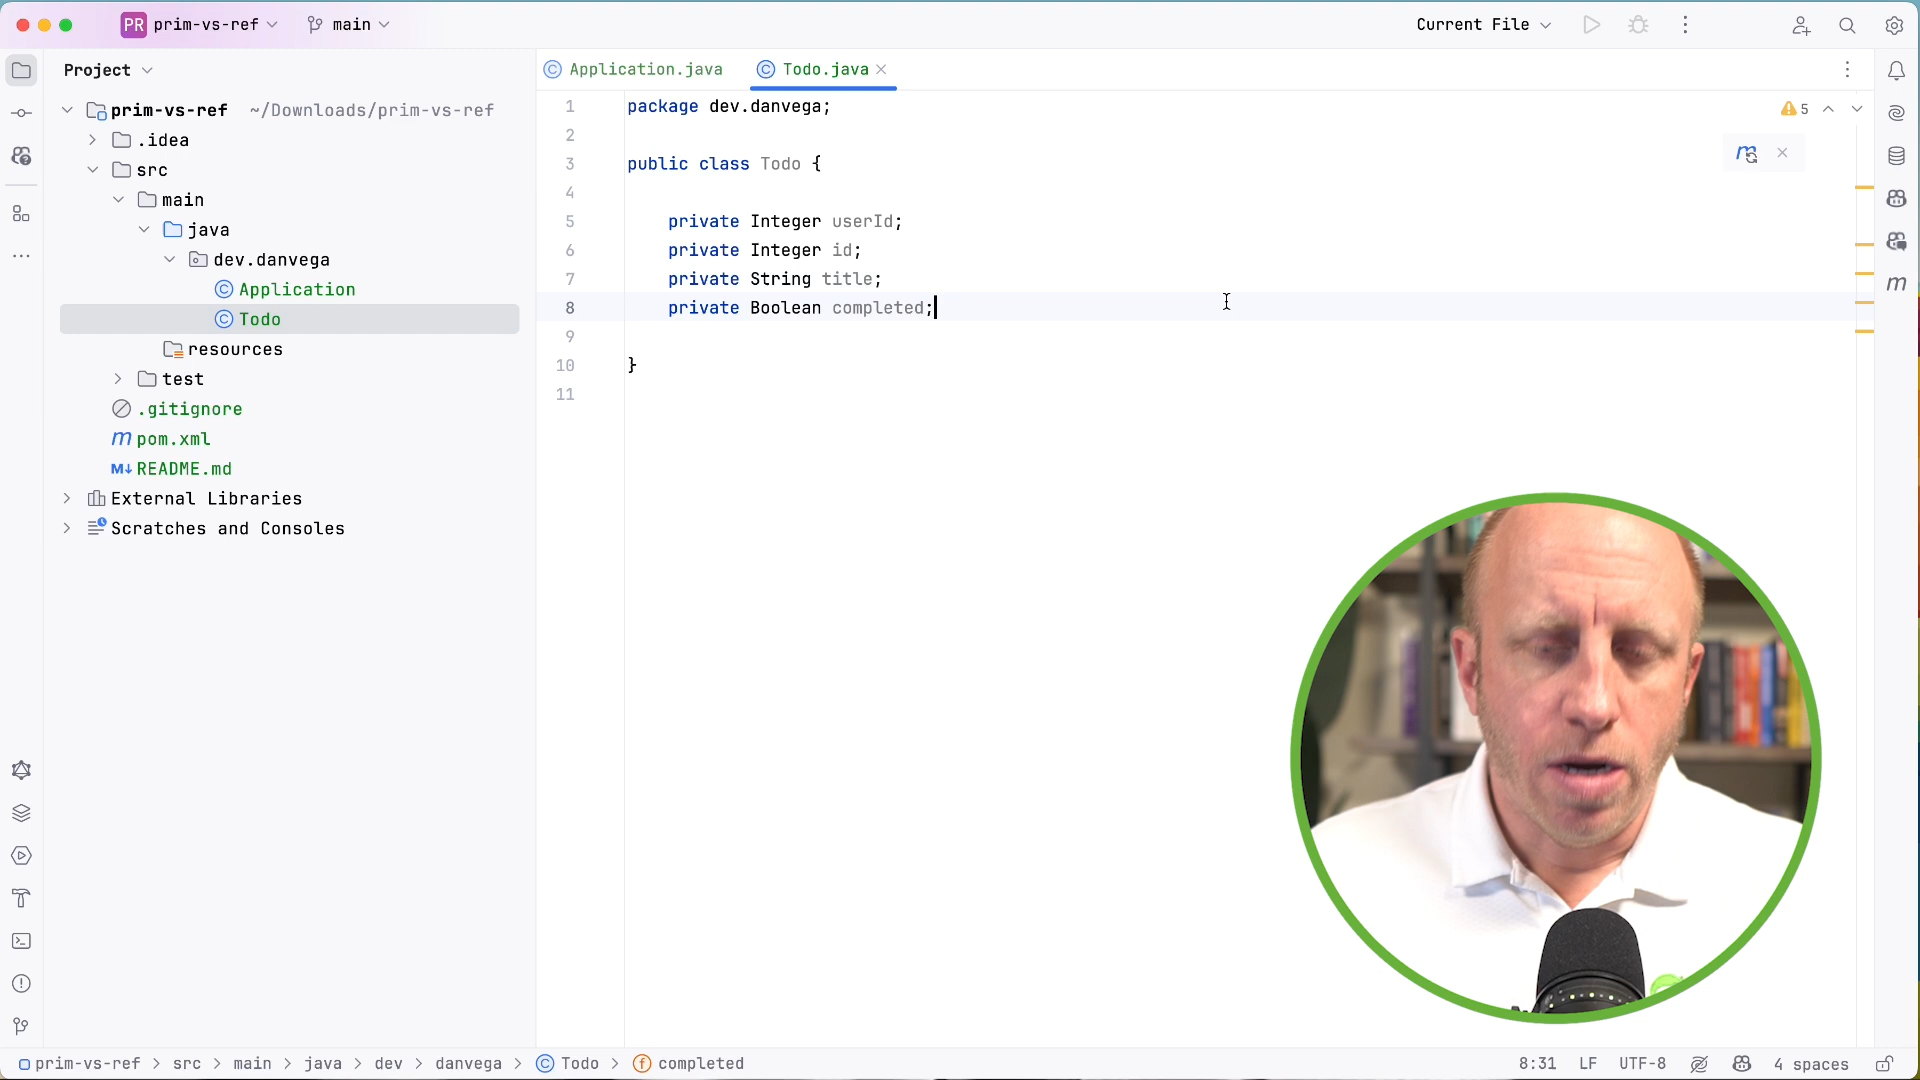 PR prim-vs-ref main Current File
Project
prim-vs-ref ~/Downloads/prim-vs-ref
.idea
src
main
java
dev.danvega
Application
Todo
resources
test
.gitignore
pom.xml
README.md
External Libraries
Scratches and Consoles
Application.java Todo.java
5
1 package dev.danvega;
2
3 public class Todo {
4
5 private Integer userId;
6 private Integer id;
7 private String title;
8 private Boolean completed;
9
10 }
11
prim-vs-ref > src > main > java > dev > danvega > Todo > completed
8:31 LF UTF-8 4 spaces